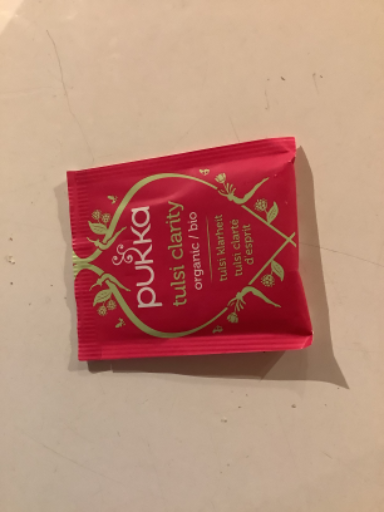 pukka
tulsi clarity
organic / bio
tulsi klarheit
tulsi clarté
d'esprit